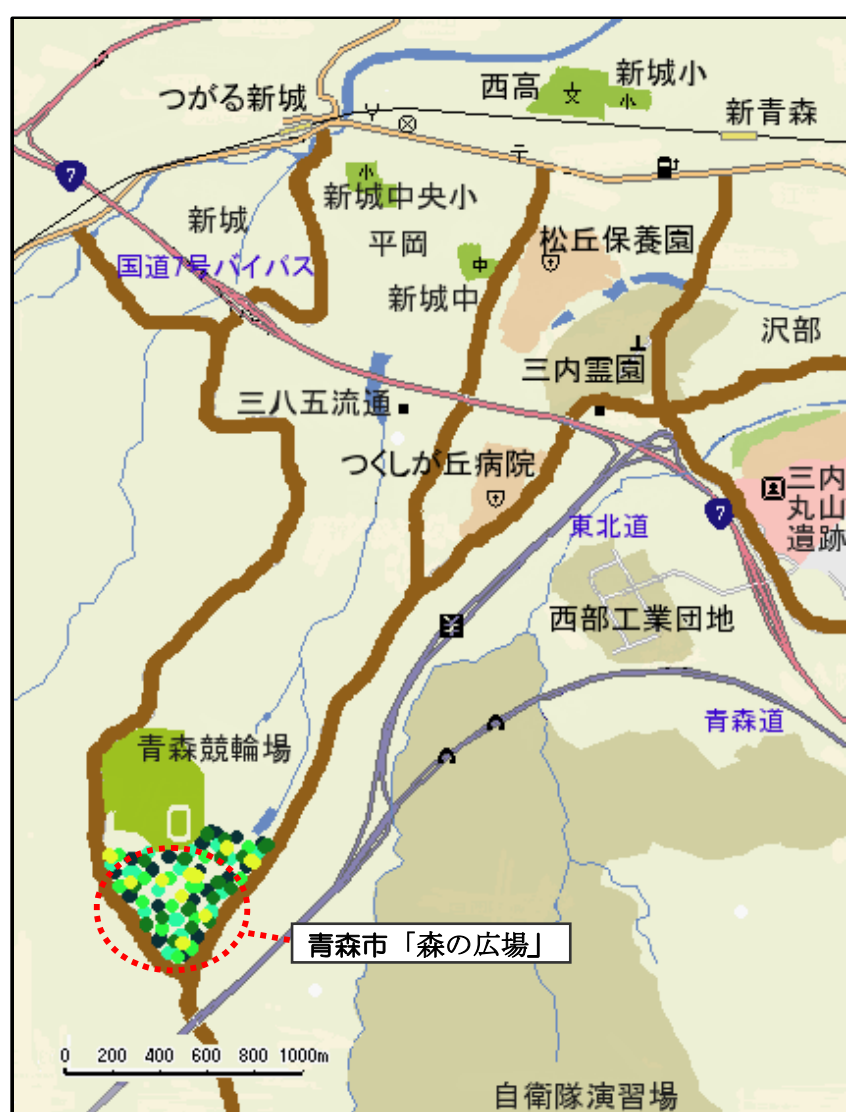 つがる新城
西高
新城小
文
小
新青森
7
小
新城中央小
新城
平岡
松丘保養園
国道7号バイパス
中
新城中
沢部
三内霊園
三八五流通
つくしが丘病院
三内
丸山
遺跡
7
東北道
西部工業団地
青森道
青森競輪場
青森市「森の広場」
0 200 400 600 800 1000m
自衛隊演習場